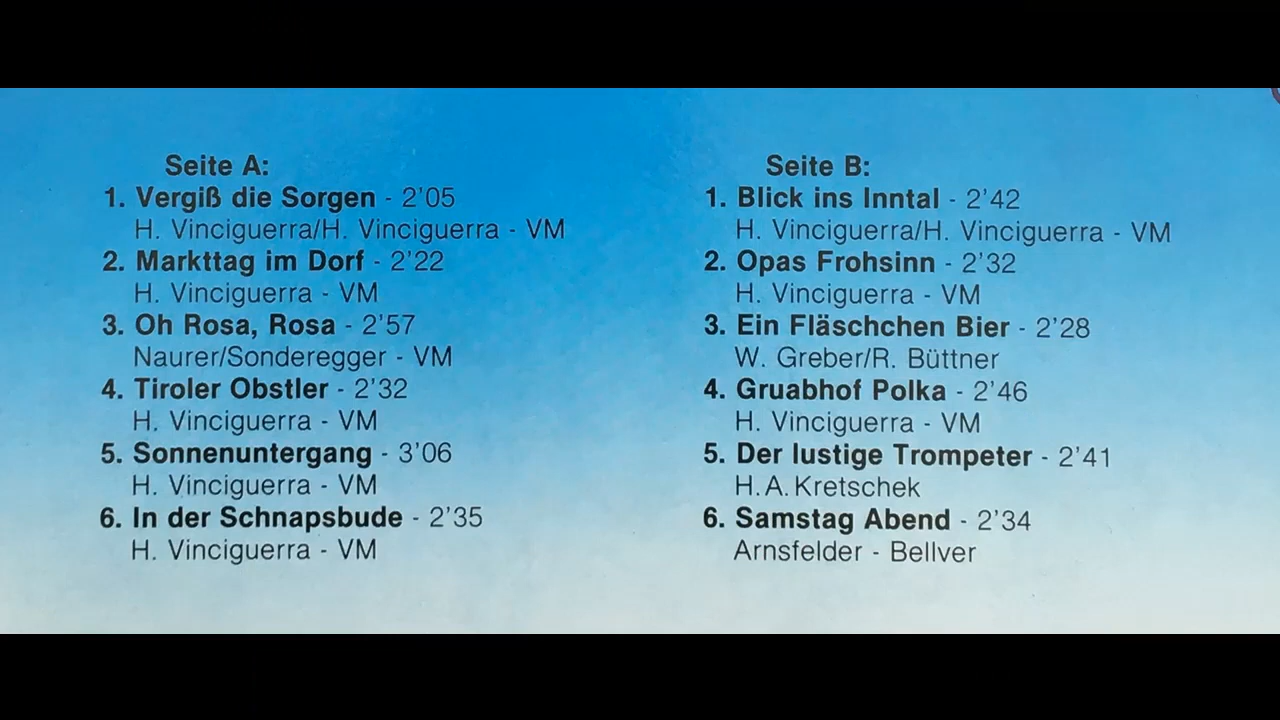 Seite A:
1. Vergiß die Sorgen - 2'05
H. Vinciguerra/H. Vinciguerra - VM
2. Markttag im Dorf - 2'22
H. Vinciguerra - VM
3. Oh Rosa, Rosa - 2'57
Naurer/Sonderegger - VM
4. Tiroler Obstler - 2'32
H. Vinciguerra - VM
5. Sonnenuntergang - 3'06
H. Vinciguerra - VM
6. In der Schnapsbude - 2'35
H. Vinciguerra - VM
Seite B:
1. Blick ins Inntal - 2'42
H. Vinciguerra/H. Vinciguerra - VM
2. Opas Frohsinn - 2'32
H. Vinciguerra - VM
3. Ein Fläschchen Bier - 2'28
W. Greber/R. Büttner
4. Gruabhof Polka - 2'46
H. Vinciguerra - VM
5. Der lustige Trompeter - 2'41
H.A. Kretschek
6. Samstag Abend - 2'34
Arnsfelder - Bellver